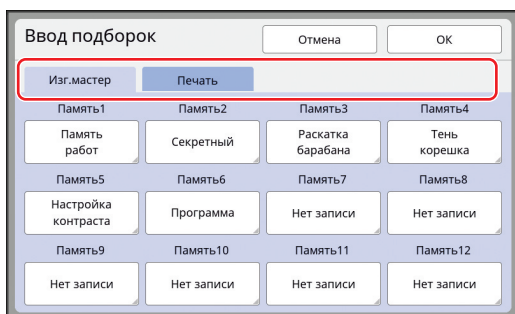 Ввод подборок
Отмена
ОК
Изг.мастер
Печать
Память1
Память2
Память3
Память4
Память
работ
Секретный
Раскатка
барабана
Тень
корешка
Память5
Память6
Память7
Память8
Настройка
контраста
Программа
Нет записи
Нет записи
Память9
Память10
Память11
Память12
Нет записи
Нет записи
Нет записи
Нет записи